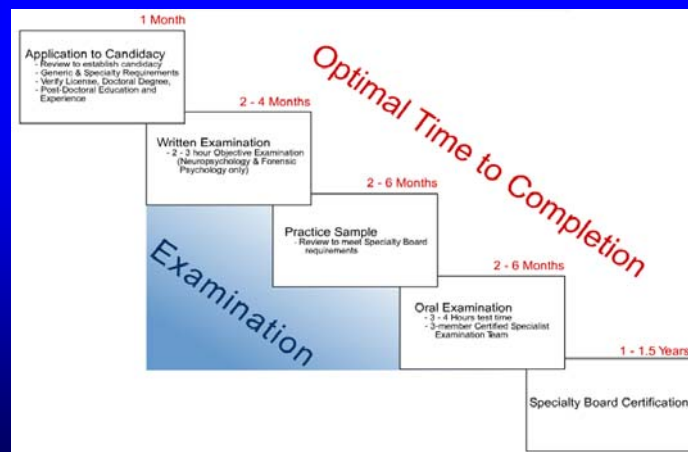 1 Month
Application to Candidacy
- Review to establish candidacy
- Generic & Specialty Requirements
- Verify License, Doctoral Degree,
- Post-Doctoral Education and
Experience
2 - 4 Months
Written Examination
- 2 - 3 hour Objective Examination
(Neuropsychology & Forensic
Psychology only)
2 - 6 Months
Practice Sample
- Review to meet Specialty Board
requirements
2 - 6 Months
Oral Examination
- 3 - 4 Hours test time
- 3-member Certified Specialist
Examination Team
1 - 1.5 Years
Specialty Board Certification
Optimal Time to Completion
Examination